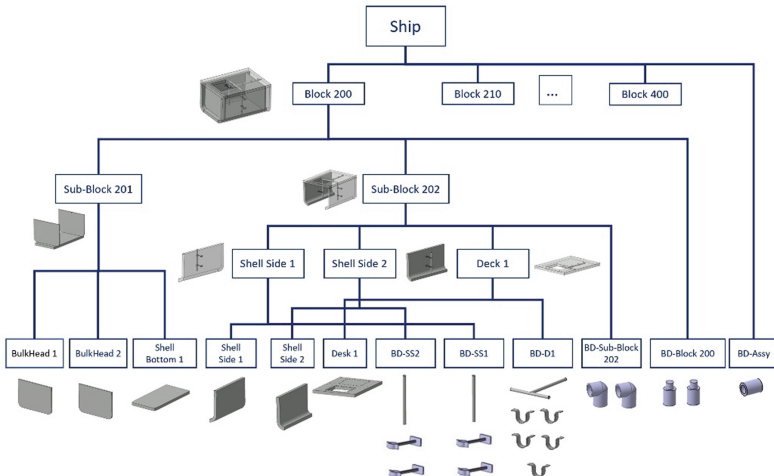 Ship
Block 200
Block 210
...
Block 400
Sub-Block 201
Sub-Block 202
Shell Side 1
Shell Side 2
Deck 1
BulkHead 1
BulkHead 2
Shell
Bottom 1
Shell
Side 1
Shell
Side 2
Desk 1
BD-SS2
BD-SS1
BD-D1
BD-Sub-Block
202
BD-Block 200
BD-Assy